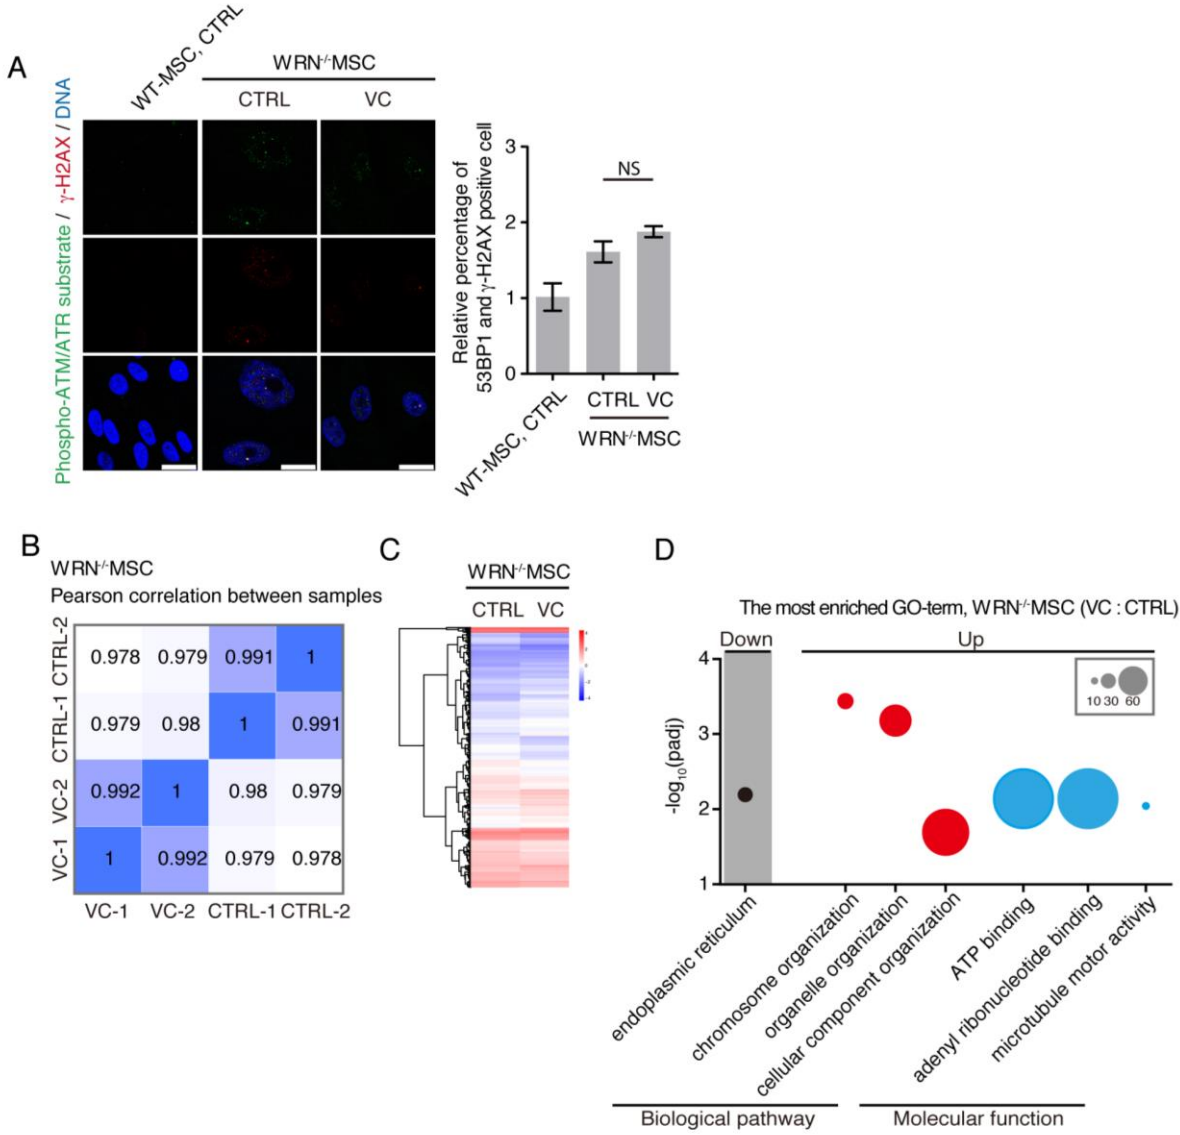 A
WT-MSC, CTRL
WRN-/-MSC
CTRL
VC
Phospho-ATM/ATR substrate / γ-H2AX / DNA
Relative percentage of
53BP1 and γ-H2AX positive cell
3
2
1
0
NS
WT-MSC, CTRL
CTRL VC
WRN-/-MSC
B
WRN-/-MSC
Pearson correlation between samples
CTRL-2
0.978 0.979 0.991 1
CTRL-1
0.979 0.98 1 0.991
VC-2
0.992 1 0.98 0.979
VC-1
1 0.992 0.979 0.978
VC-1 VC-2 CTRL-1 CTRL-2
C
WRN-/-MSC
CTRL VC
D
The most enriched GO-term, WRN-/-MSC (VC : CTRL)
Down
Up
-log10(padj)
4
3
2
1
10 30 60
endoplasmic reticulum
chromosome organization
organelle organization
cellular component organization
ATP binding
adenyl ribonucleotide binding
microtubule motor activity
Biological pathway
Molecular function